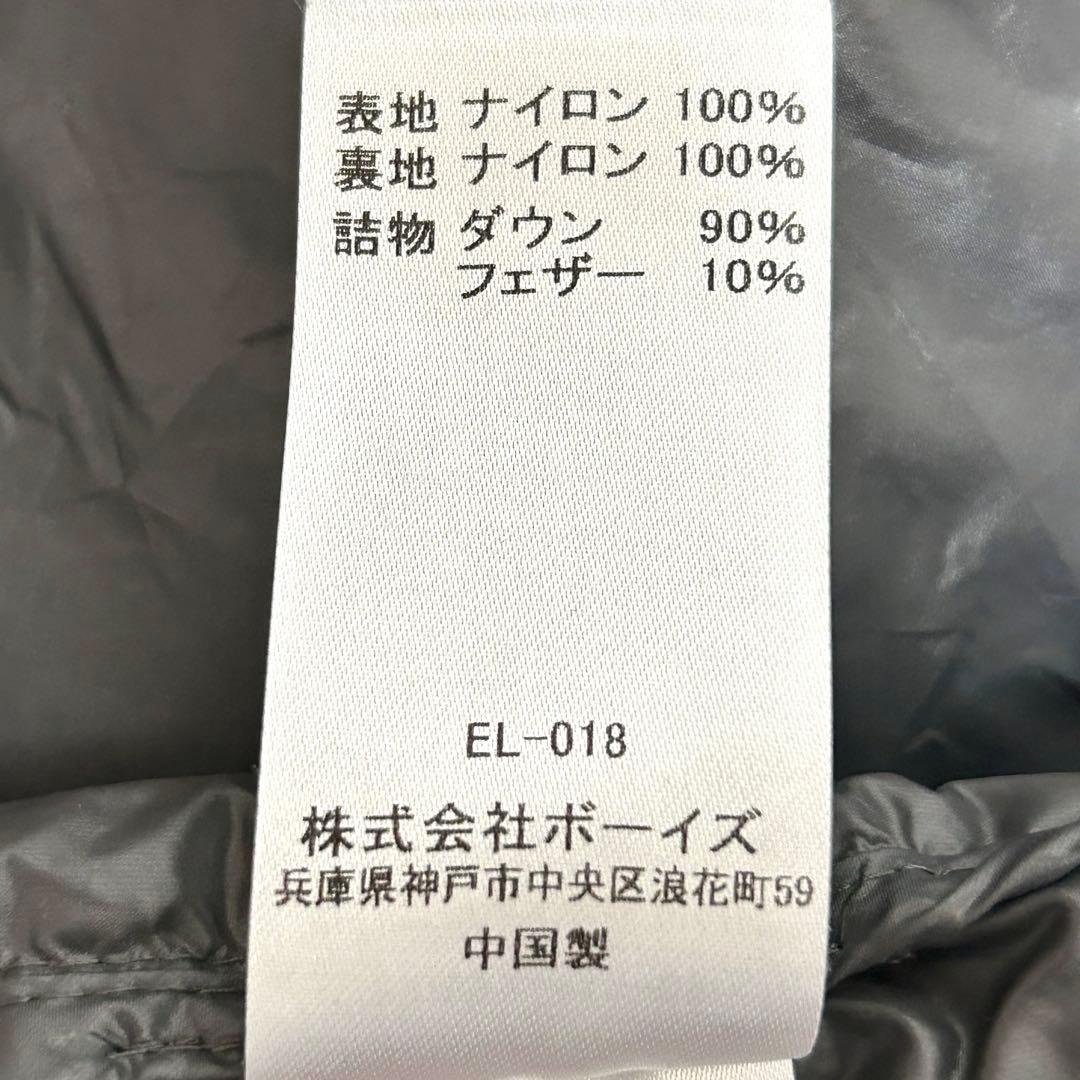 表地 ナイロン 100%
裏地 ナイロン 100%
詰物 ダウン 90%
フェザー 10%
EL-018
株式会社ボーイズ
兵庫県神戸市中央区浪花町59
中国製